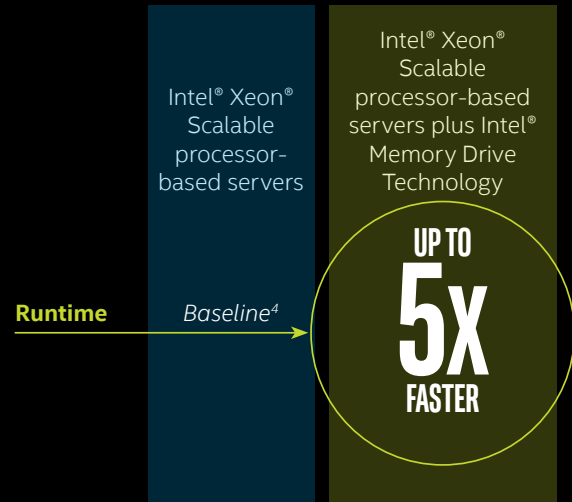 Intel® Xeon®
Scalable
processor-
based servers
Intel® Xeon®
Scalable
processor-based
servers plus Intel®
Memory Drive
Technology
Runtime
Baseline⁴
UP TO
5X
FASTER